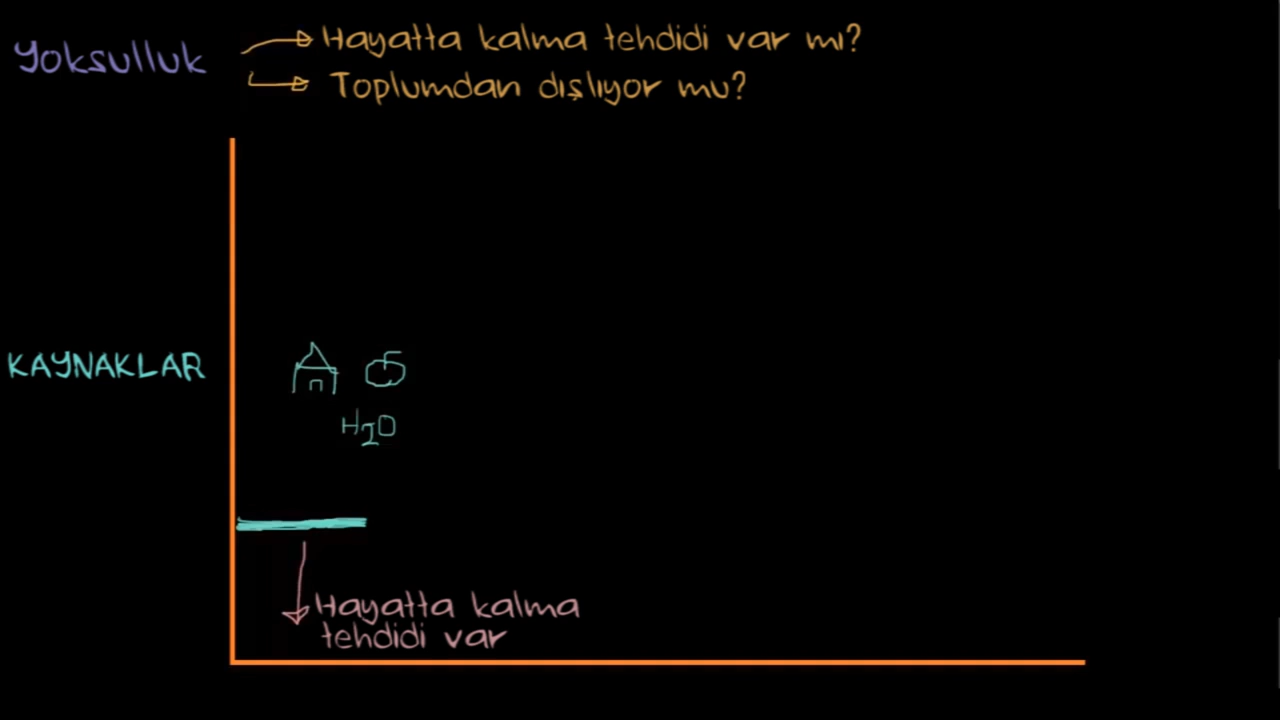 Yoksulluk
Hayatta kalma tehdidi var mı?
Toplumdan dışlıyor mu?
KAYNAKLAR
H2O
Hayatta kalma
tehdidi var